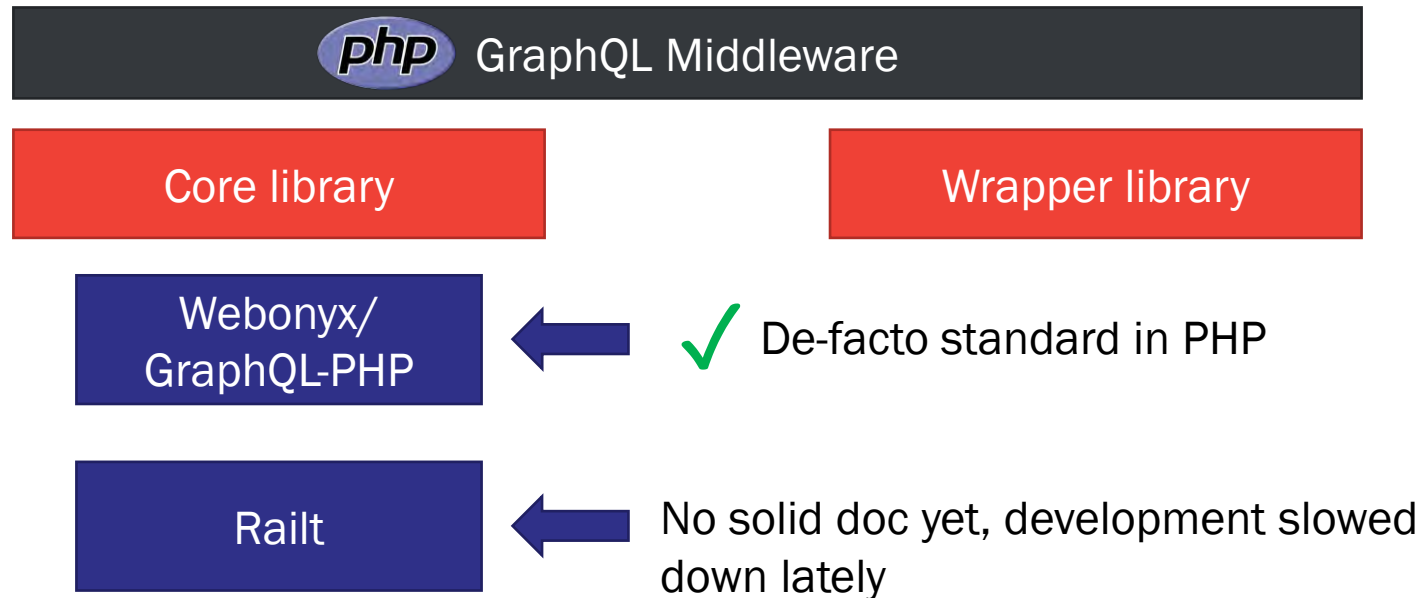 php GraphQL Middleware
Core library
Wrapper library
Webonyx/
GraphQL-PHP
De-facto standard in PHP
Railt
No solid doc yet, development slowed
down lately